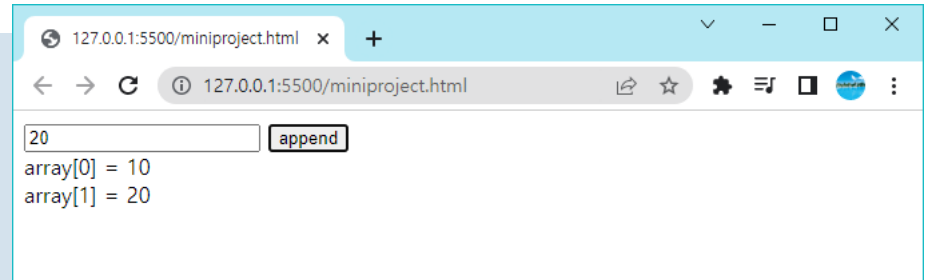 127.0.0.1:5500/miniproject.html
127.0.0.1:5500/miniproject.html
20 append
array[0] = 10
array[1] = 20